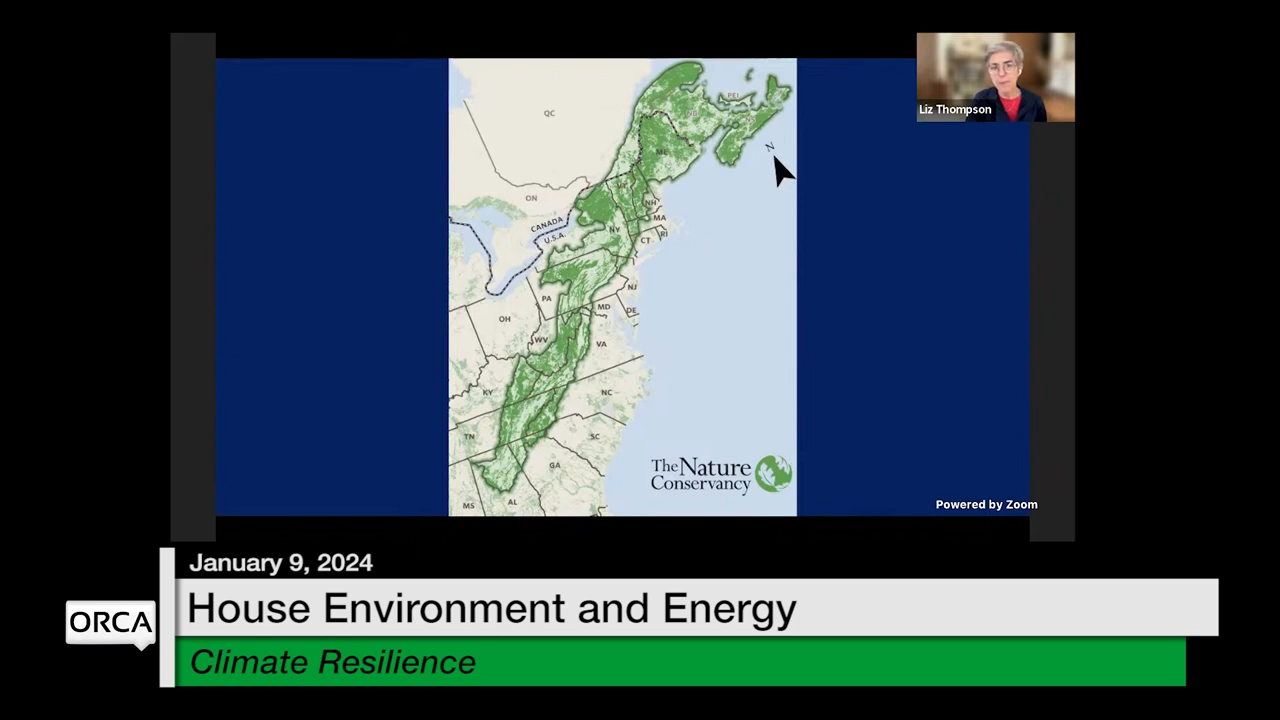 PEI
QC
ME
ON
CANADA
U.S.A.
NH
NY
MA
CT
RI
N
PA
NJ
OH
MD
DE
WV
VA
KY
NC
TN
SC
GA
MS
AL
The Nature
Conservancy
Liz Thompson
Powered by Zoom
January 9, 2024
ORCA
House Environment and Energy
Climate Resilience